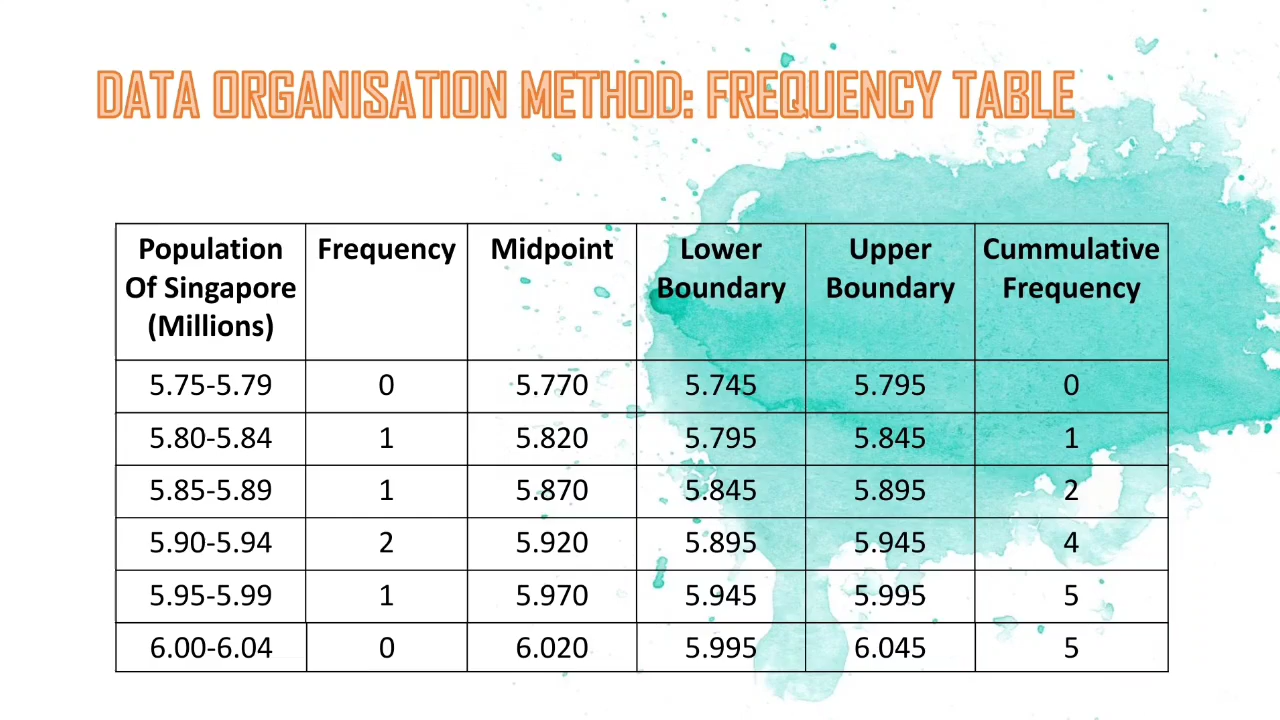 DATA ORGANISATION METHOD: FREQUENCY TABLE
Population Of Singapore (Millions) Frequency Midpoint Lower Boundary Upper Boundary Cummulative Frequency
5.75-5.79 0 5.770 5.745 5.795 0
5.80-5.84 1 5.820 5.795 5.845 1
5.85-5.89 1 5.870 5.845 5.895 2
5.90-5.94 2 5.920 5.895 5.945 4
5.95-5.99 1 5.970 5.945 5.995 5
6.00-6.04 0 6.020 5.995 6.045 5